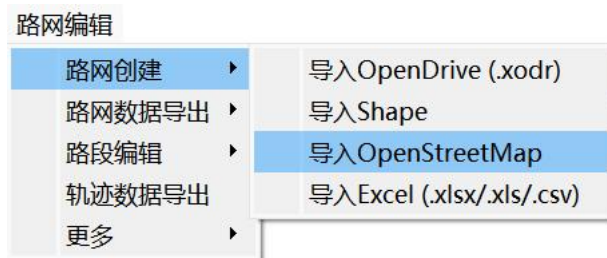 路网编辑
路网创建
路网数据导出
路段编辑
轨迹数据导出
更多
导入OpenDrive (.xodr)
导入Shape
导入OpenStreetMap
导入Excel (.xlsx/.xls/.csv)